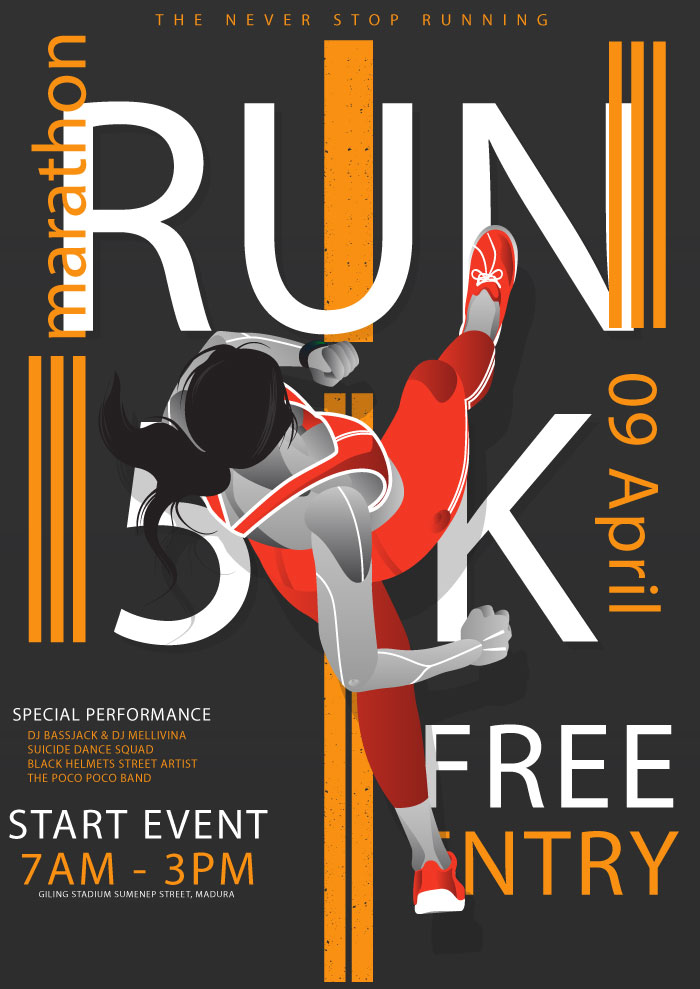 THE NEVER STOP RUNNING
marathon
RUN
5K
09 April
SPECIAL PERFORMANCE
DJ BASSJACK & DJ MELLIVINA
SUICIDE DANCE SQUAD
BLACK HELMETS STREET ARTIST
THE POCO POCO BAND
START EVENT
7AM - 3PM
GILING STADIUM SUMENEP STREET, MADURA
FREE
ENTRY